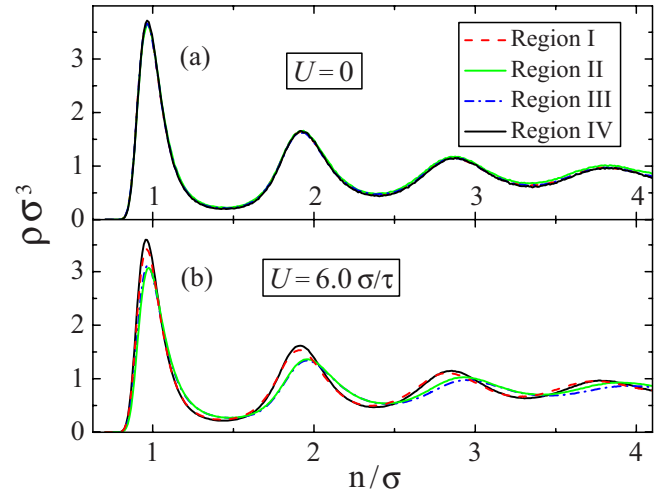 4
3
2
1
0
(a)
U = 0
Region I
Region II
Region III
Region IV
1 2 3 4
ρσ³
3
2
1
0
(b)
U = 6.0 σ/τ
1 2 3 4
n/σ